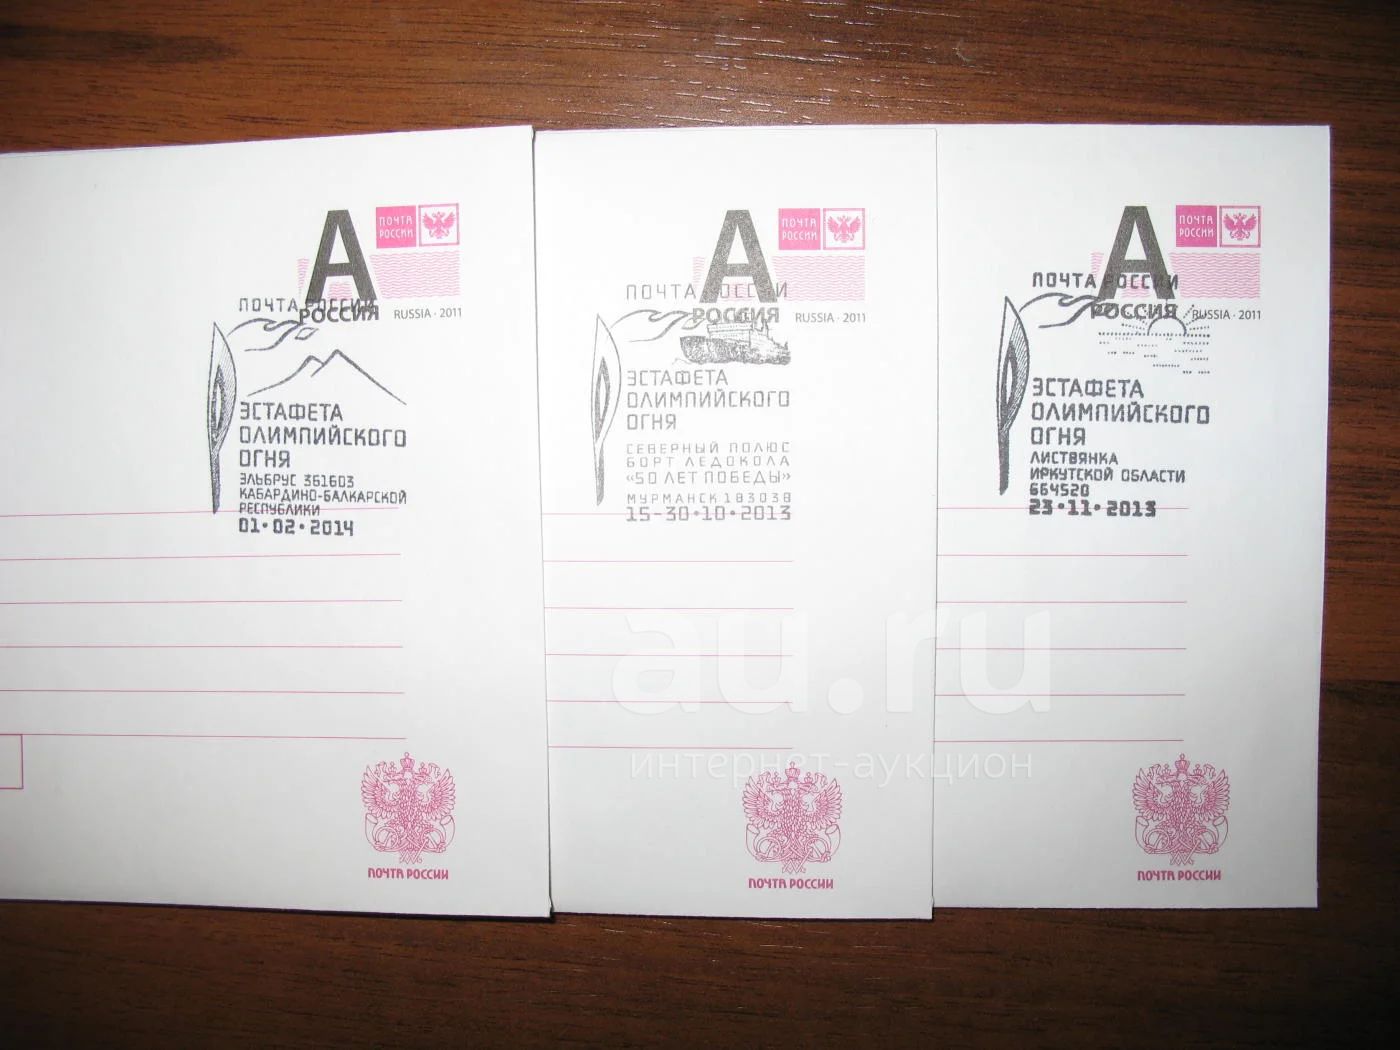 А
ПОЧТА
РОССИИ
ПОЧТА РОССИИ
РОССИЯ
RUSSIA · 2011
ЭСТАФЕТА
ОЛИМПИЙСКОГО
ОГНЯ
ЭЛЬБРУС 361603
КАБАРДИНО-БАЛКАРСКОЙ
РЕСПУБЛИКИ
01·02·2014
ПОЧТА РОССИИ
А
ПОЧТА
РОССИИ
ПОЧТА РОССИИ
РОССИЯ
RUSSIA · 2011
ЭСТАФЕТА
ОЛИМПИЙСКОГО
ОГНЯ
СЕВЕРНЫЙ ПОЛЮС
БОРТ ЛЕДОКОЛА
«50 ЛЕТ ПОБЕДЫ»
МУРМАНСК 183038
15-30·10·2013
ПОЧТА РОССИИ
А
ПОЧТА
РОССИИ
ПОЧТА РОССИИ
РОССИЯ
RUSSIA · 2011
ЭСТАФЕТА
ОЛИМПИЙСКОГО
ОГНЯ
ЛИСТВЯНКА
ИРКУТСКОЙ ОБЛАСТИ
664520
23·11·2013
ПОЧТА РОССИИ
au.ru
интернет-аукцион